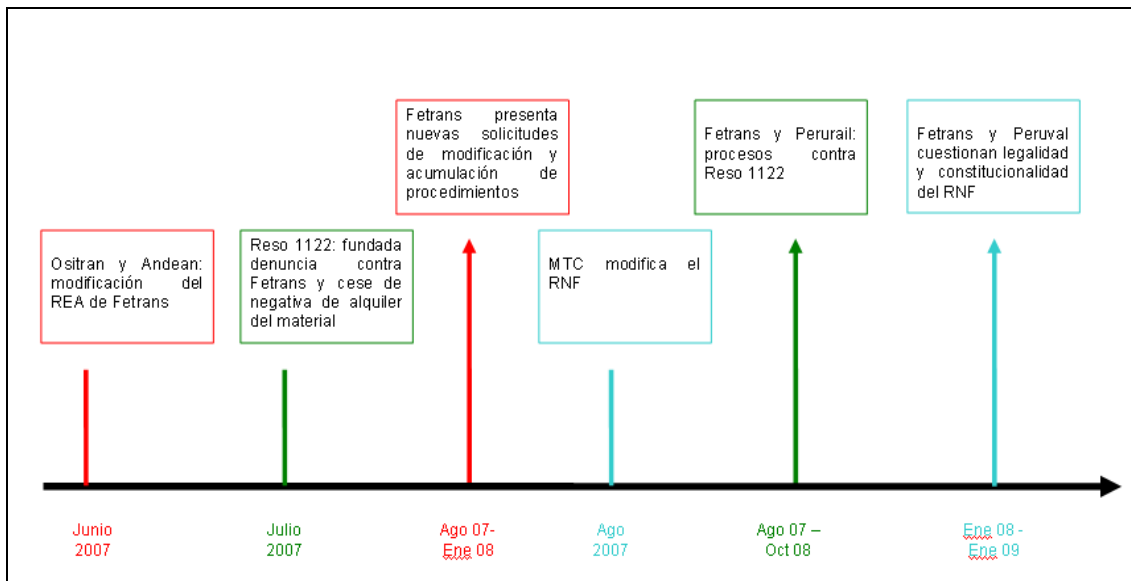 Ositran y Andean:
modificación del
REA de Fetrans
Reso 1122: fundada
denuncia contra
Fetrans y cese de
negativa de alquiler
del material
Fetrans presenta
nuevas solicitudes
de modificación y
acumulación de
procedimientos
MTC modifica el
RNF
Fetrans y Perurail:
procesos contra
Reso 1122
Fetrans y Peruval
cuestionan legalidad
y constitucionalidad
del RNF
Junio
2007
Julio
2007
Ago 07-
Ene 08
Ago
2007
Ago 07 –
Oct 08
Ene 08 -
Ene 09